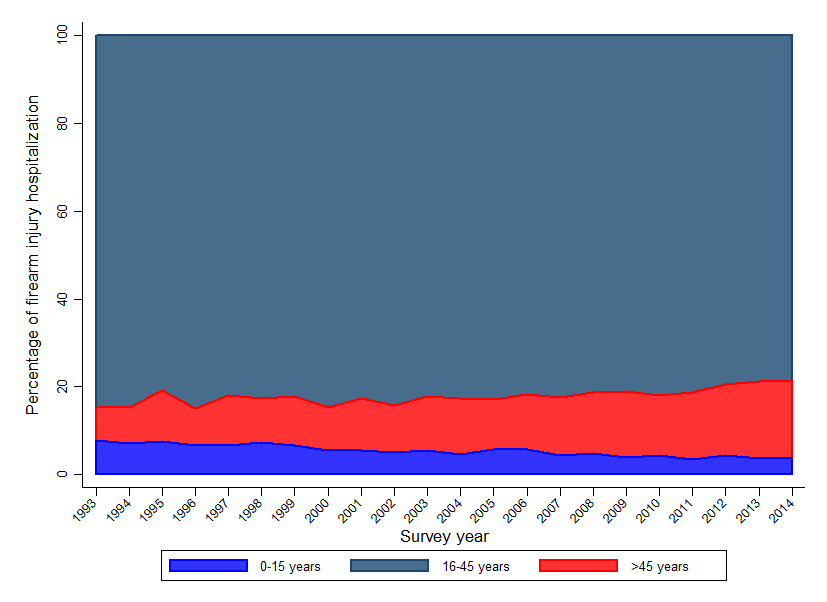 Percentage of firearm injury hospitalization
100
80
60
40
20
0
1993 1994 1995 1996 1997 1998 1999 2000 2001 2002 2003 2004 2005 2006 2007 2008 2009 2010 2011 2012 2013 2014
Survey year
0-15 years 16-45 years >45 years